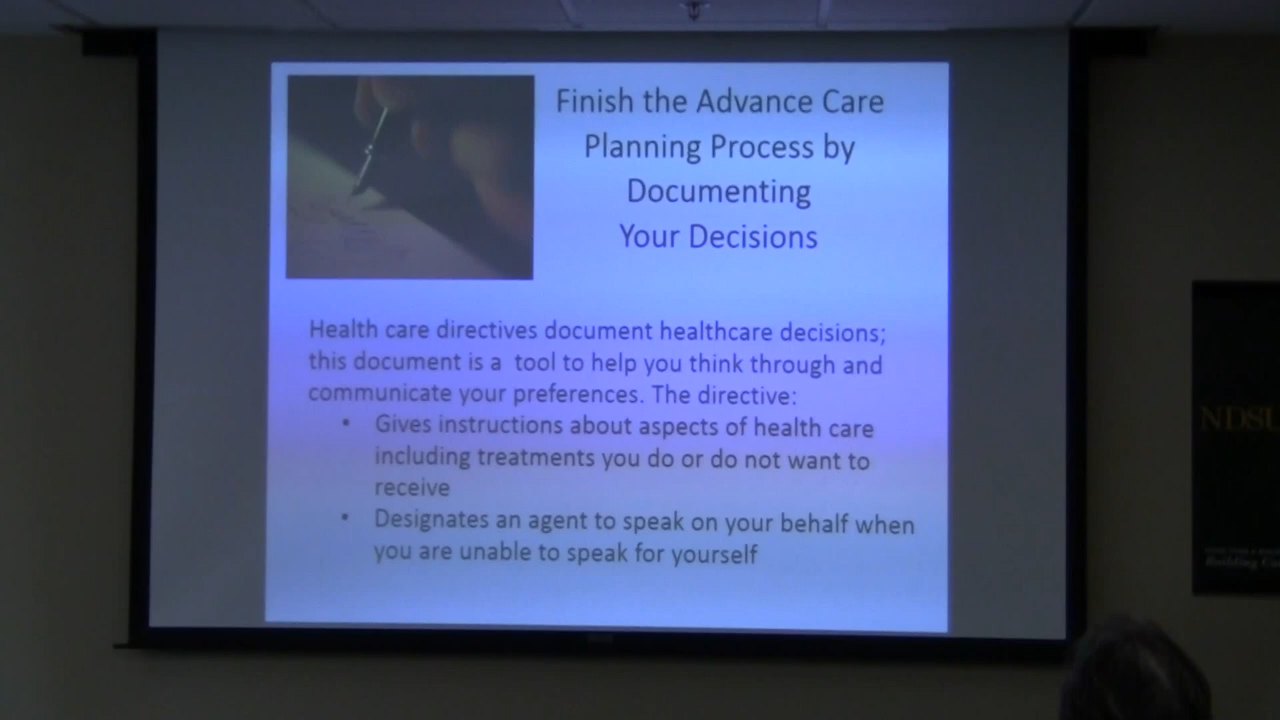 Finish the Advance Care
Planning Process by
Documenting
Your Decisions
Health care directives document healthcare decisions;
this document is a tool to help you think through and
communicate your preferences. The directive:
• Gives instructions about aspects of health care
including treatments you do or do not want to
receive
• Designates an agent to speak on your behalf when
you are unable to speak for yourself
NDSU
Building